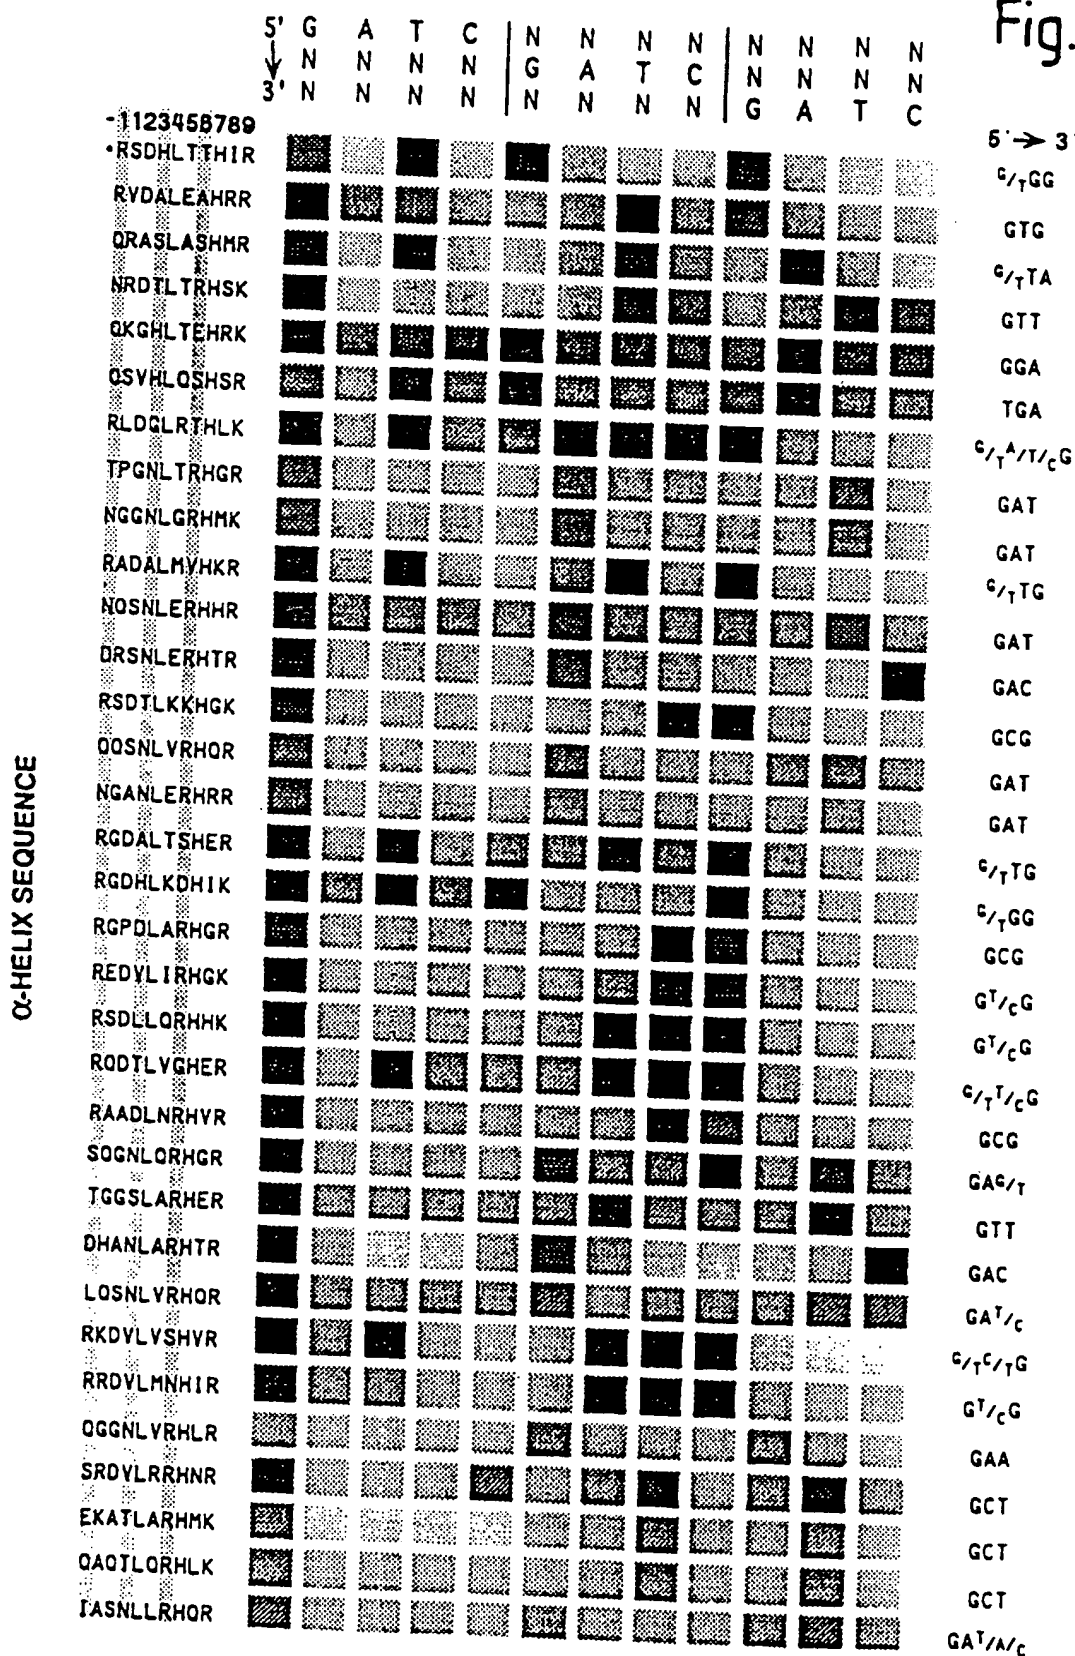 Fig.
5' G A T C N N N N N N N N
N N N N G A T C N N N N
3' N N N N N N N N G A T C
-1123456789
5' → 3'
•RSDHLTTHIR G/TGG
RVDALEAHRR GTG
QRASLASHMR G/TTA
NRDTLTRHSK GTT
QKGHLTEHRK GGA
QSVHLQSHSR TGA
RLDGLRTHLK G/TA/T/CG
TPGNLTRHGR GAT
NGGNLGRHMK GAT
RADALMVHKR G/TTG
NQSNLERHHR GAT
DRSNLERHTR GAC
RSDTLKKHGK GCG
QQSNLVRHQR GAT
NGANLERHRR GAT
RGDALTSHER G/TTG
RGDHLKDHIK G/TGG
RGPDLARHGR GCG
REDVLIRHGK GT/CG
RSDLLQRHHK GT/CG
RQDTLVGHER G/TT/CG
RAADLNRHVR GCG
SQGNLQRHGR GAG/T
TGGSLARHER GTT
DHANLARHTR GAC
LQSNLVRHQR GAT/C
RKDVLVSHVR G/TC/TG
RRDVLMNHIR GT/CG
QGGNLVRHLR GAA
SRDVLRRHNR GCT
EKATLARHMK GCT
QAQTLQRHLK GCT
IASNLLRHQR GAT/A/C
α-HELIX SEQUENCE